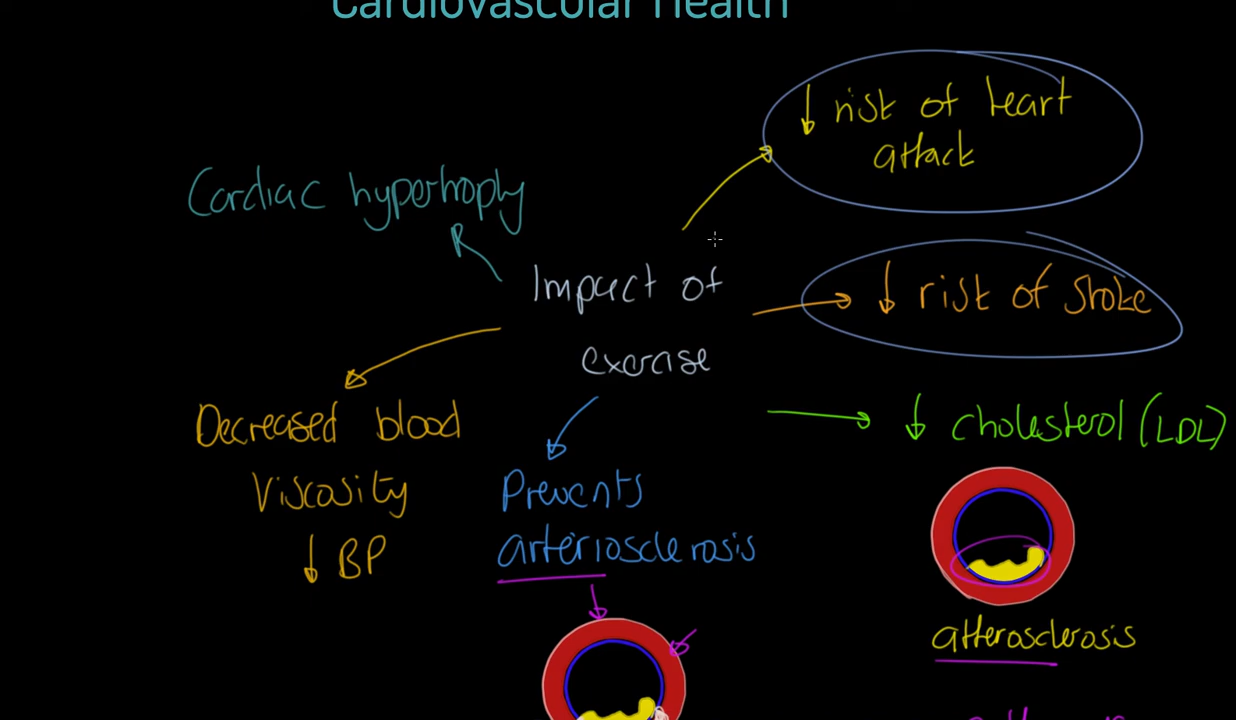 Cardiovascular Health
↓ risk of heart
attack
Cardiac hypertrophy
Impact of
exercise
↓ risk of stroke
Decreased blood
Viscosity
↓ BP
Prevents
arteriosclerosis
↓ cholesterol (LDL)
atterosclerosis